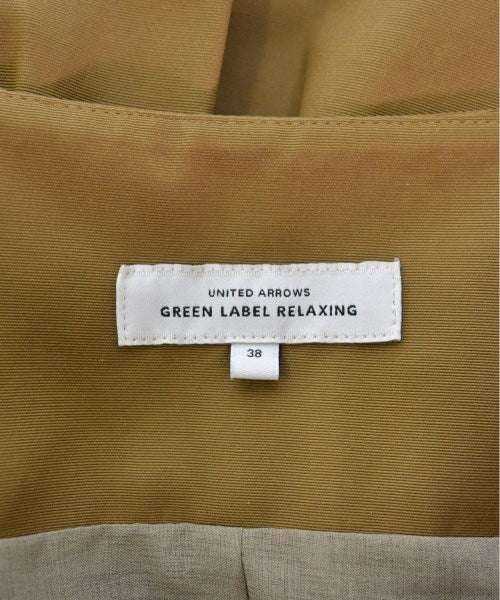 UNITED ARROWS
GREEN LABEL RELAXING
38